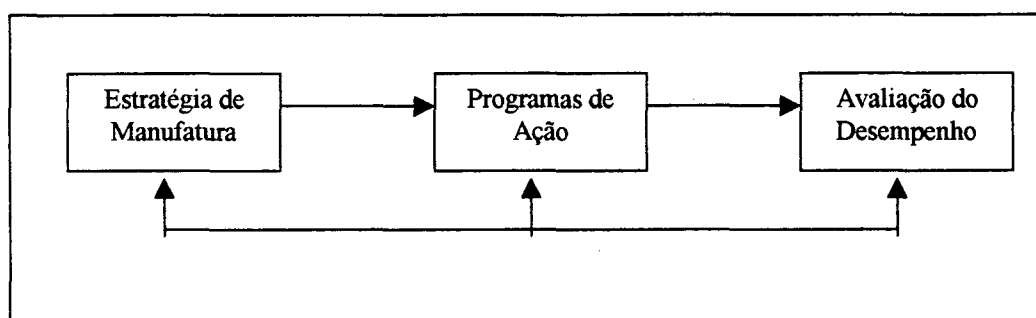 Estratégia de
Manufatura
Programas de
Ação
Avaliação do
Desempenho